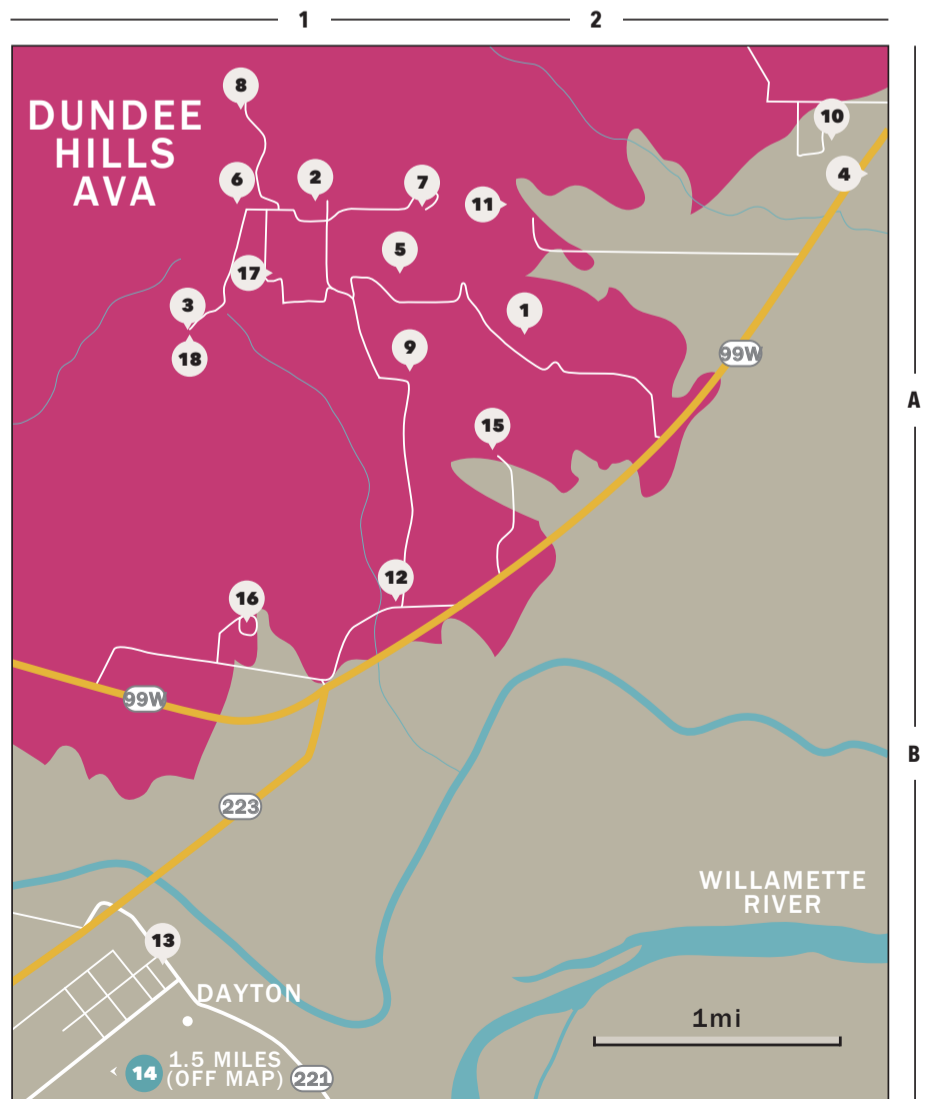 1
2
8
DUNDEE
HILLS
AVA
10
4
6
2
7
11
5
17
3
1
18
9
99W
A
15
12
16
99W
B
223
WILLAMETTE
RIVER
13
DAYTON
1mi
14
1.5 MILES
(OFF MAP)
221